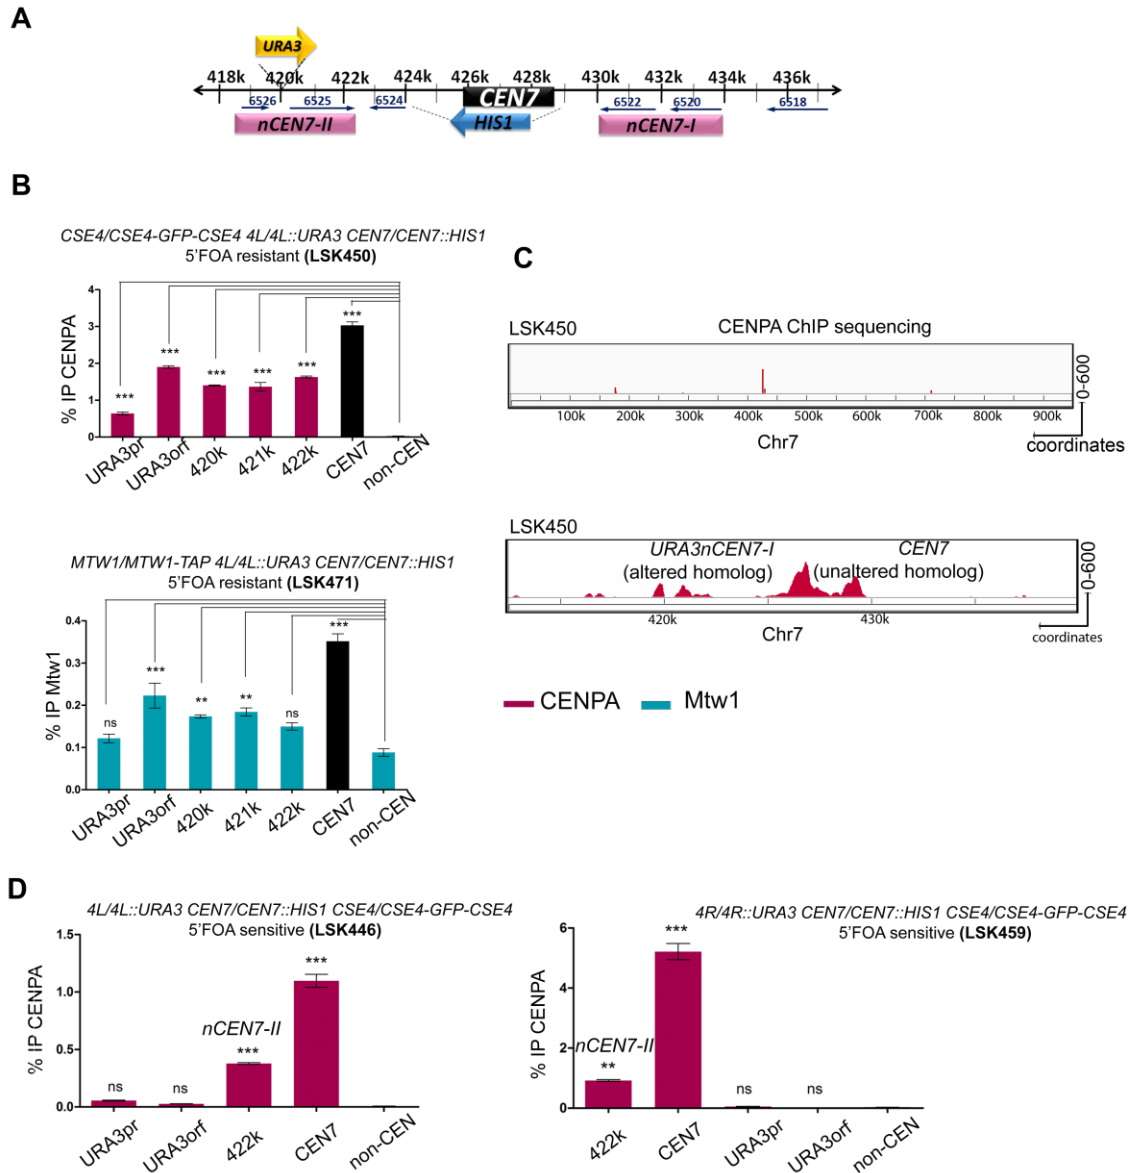 A
URA3
418k 420k 422k 424k 426k 428k 430k 432k 434k 436k
6526 6525 6524 CEN7 6522 6520 6518
nCEN7-II HIS1 nCEN7-I
B
CSE4/CSE4-GFP-CSE4 4L/4L::URA3 CEN7/CEN7::HIS1
5'FOA resistant (LSK450)
% IP CENPA
4
3
2
1
0
*** *** *** *** *** ***
URA3pr URA3orf 420k 421k 422k CEN7 non-CEN
MTW1/MTW1-TAP 4L/4L::URA3 CEN7/CEN7::HIS1
5'FOA resistant (LSK471)
% IP Mtw1
0.4
0.3
0.2
0.1
0.0
ns *** ** ** ns ***
URA3pr URA3orf 420k 421k 422k CEN7 non-CEN
C
LSK450 CENPA ChIP sequencing
0-600
100k 200k 300k 400k 500k 600k 700k 800k 900k
Chr7
coordinates
LSK450
URA3nCEN7-I CEN7
(altered homolog) (unaltered homolog)
0-600
420k 430k
Chr7
coordinates
CENPA Mtw1
D
4L/4L::URA3 CEN7/CEN7::HIS1 CSE4/CSE4-GFP-CSE4
5'FOA sensitive (LSK446)
% IP CENPA
1.5
1.0
0.5
0.0
ns ns nCEN7-II *** ***
URA3pr URA3orf 422k CEN7 non-CEN
4R/4R::URA3 CEN7/CEN7::HIS1 CSE4/CSE4-GFP-CSE4
5'FOA sensitive (LSK459)
% IP CENPA
6
4
2
0
nCEN7-II ** *** ns ns
422k CEN7 URA3pr URA3orf non-CEN